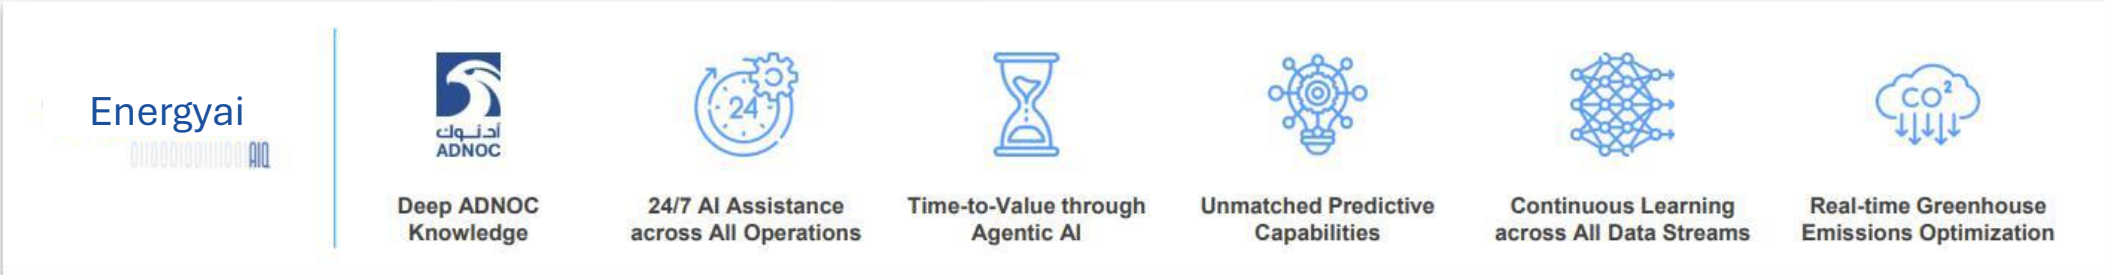 Energyai
0110001001111001AIQ
أدنوك
ADNOC
Deep ADNOC
Knowledge
24
24/7 AI Assistance
across All Operations
Time-to-Value through
Agentic AI
Unmatched Predictive
Capabilities
Continuous Learning
across All Data Streams
CO²
Real-time Greenhouse
Emissions Optimization